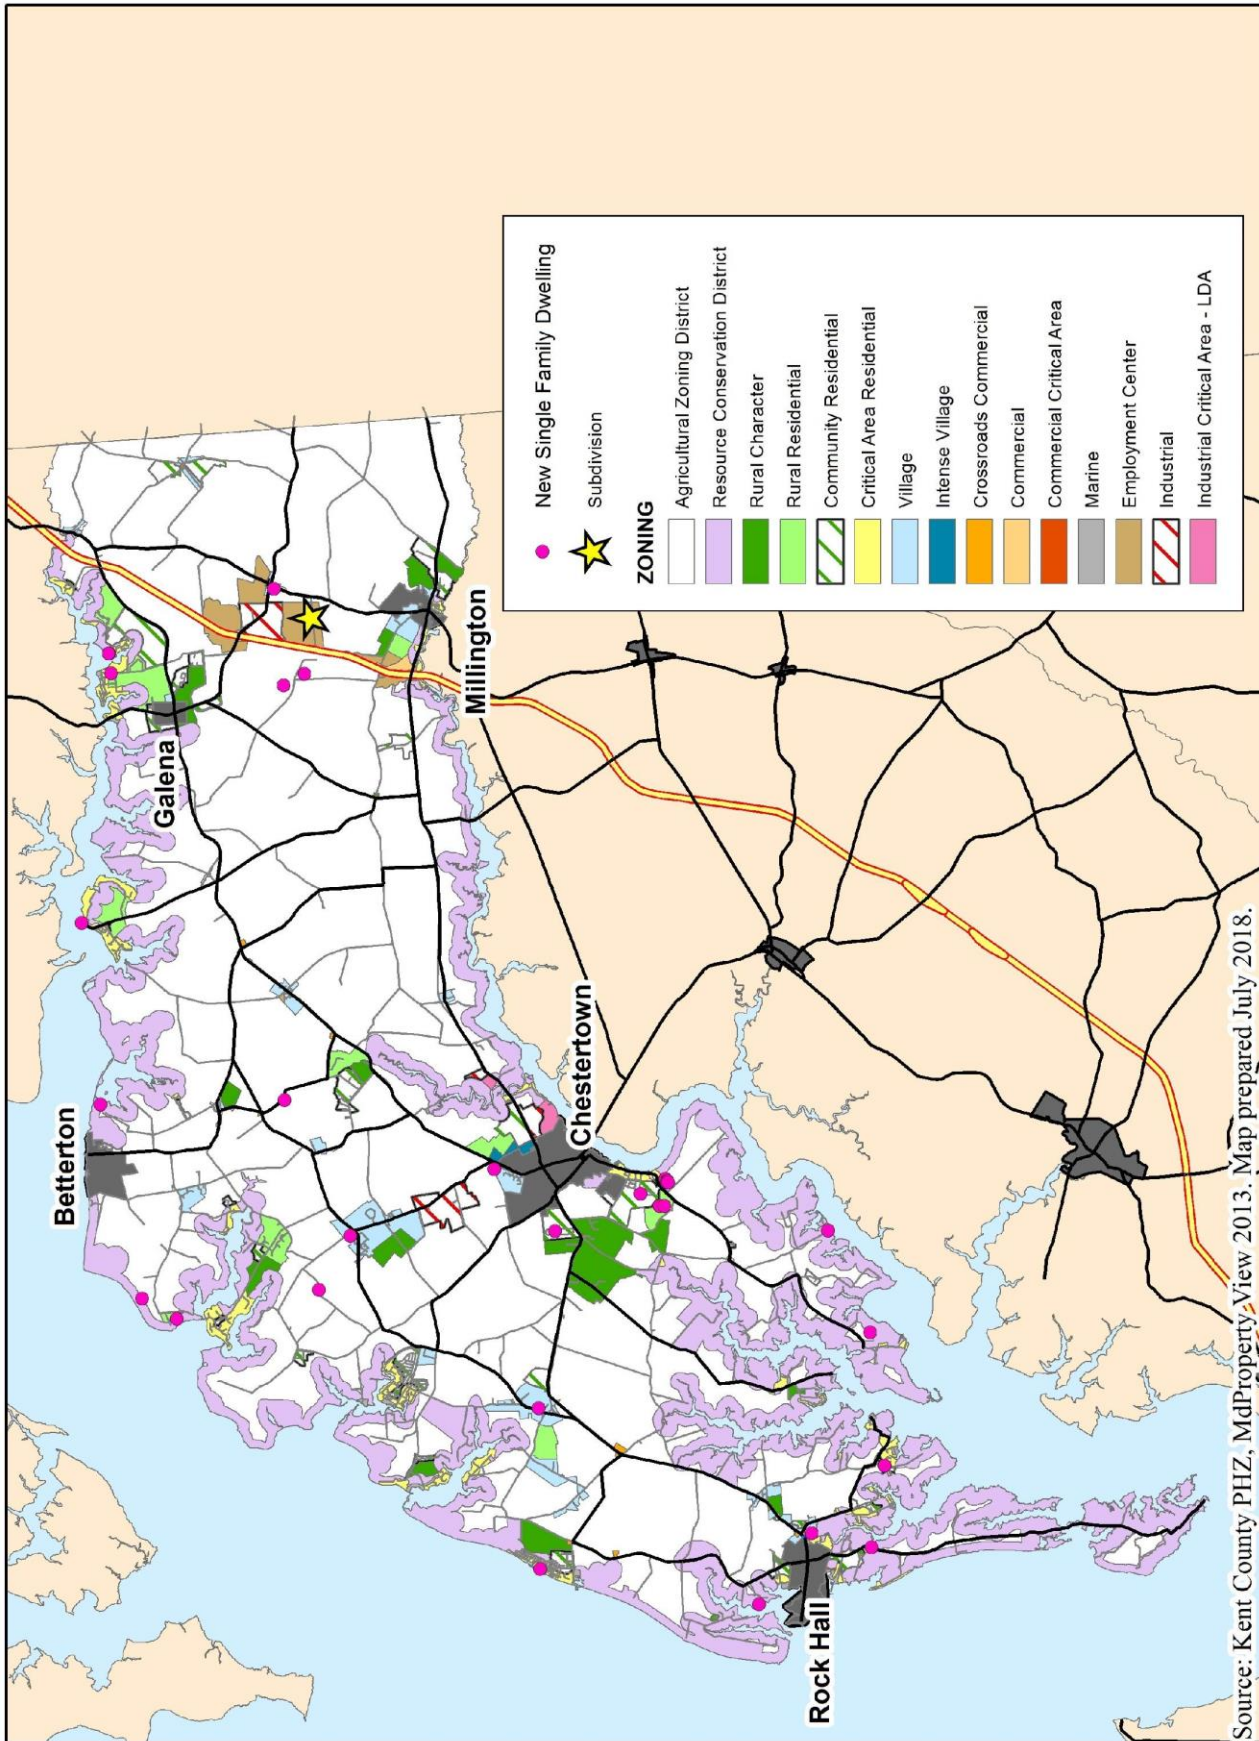 Betterton
Galena
Millington
Chestertown
Rock Hall
New Single Family Dwelling
Subdivision
ZONING
Agricultural Zoning District
Resource Conservation District
Rural Character
Rural Residential
Community Residential
Critical Area Residential
Village
Intense Village
Crossroads Commercial
Commercial
Commercial Critical Area
Marine
Employment Center
Industrial
Industrial Critical Area - LDA
Source: Kent County PHZ, MdProperty View 2013. Map prepared July 2018.